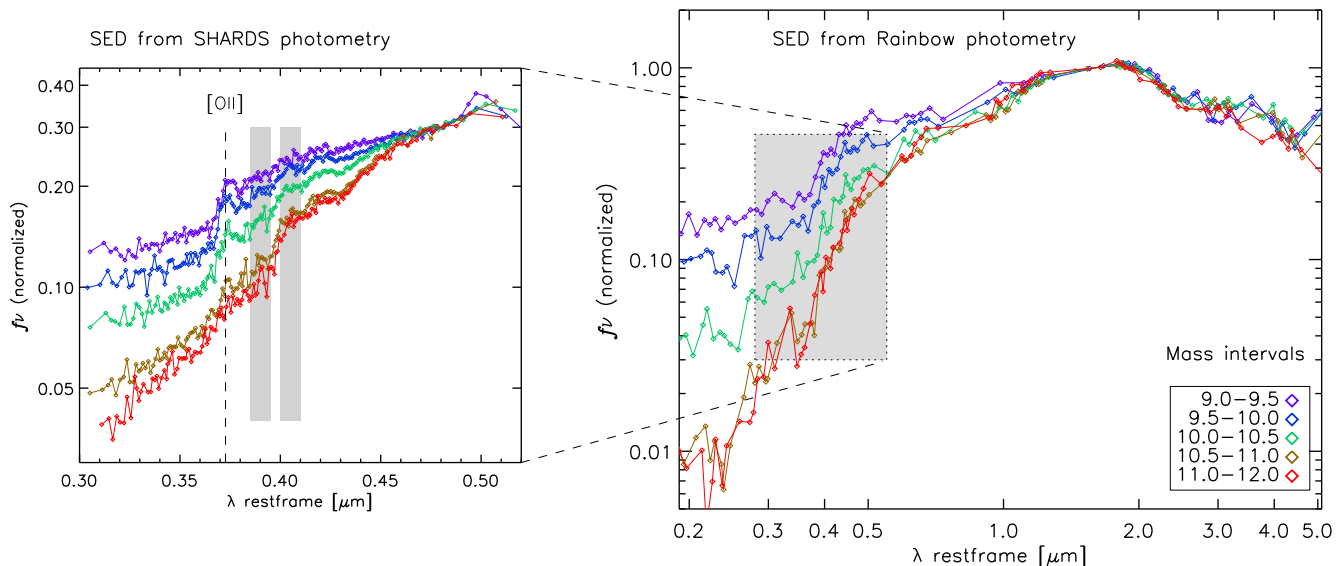 SED from SHARDS photometry
[OII]
0.40
0.30
0.20
0.10
0.05
fν (normalized)
0.30 0.35 0.40 0.45 0.50
λ restframe [μm]
SED from Rainbow photometry
1.00
0.10
0.01
fν (normalized)
0.2 0.3 0.4 0.5 1.0 2.0 3.0 4.0 5.0
λ restframe [μm]
Mass intervals
9.0−9.5
9.5−10.0
10.0−10.5
10.5−11.0
11.0−12.0